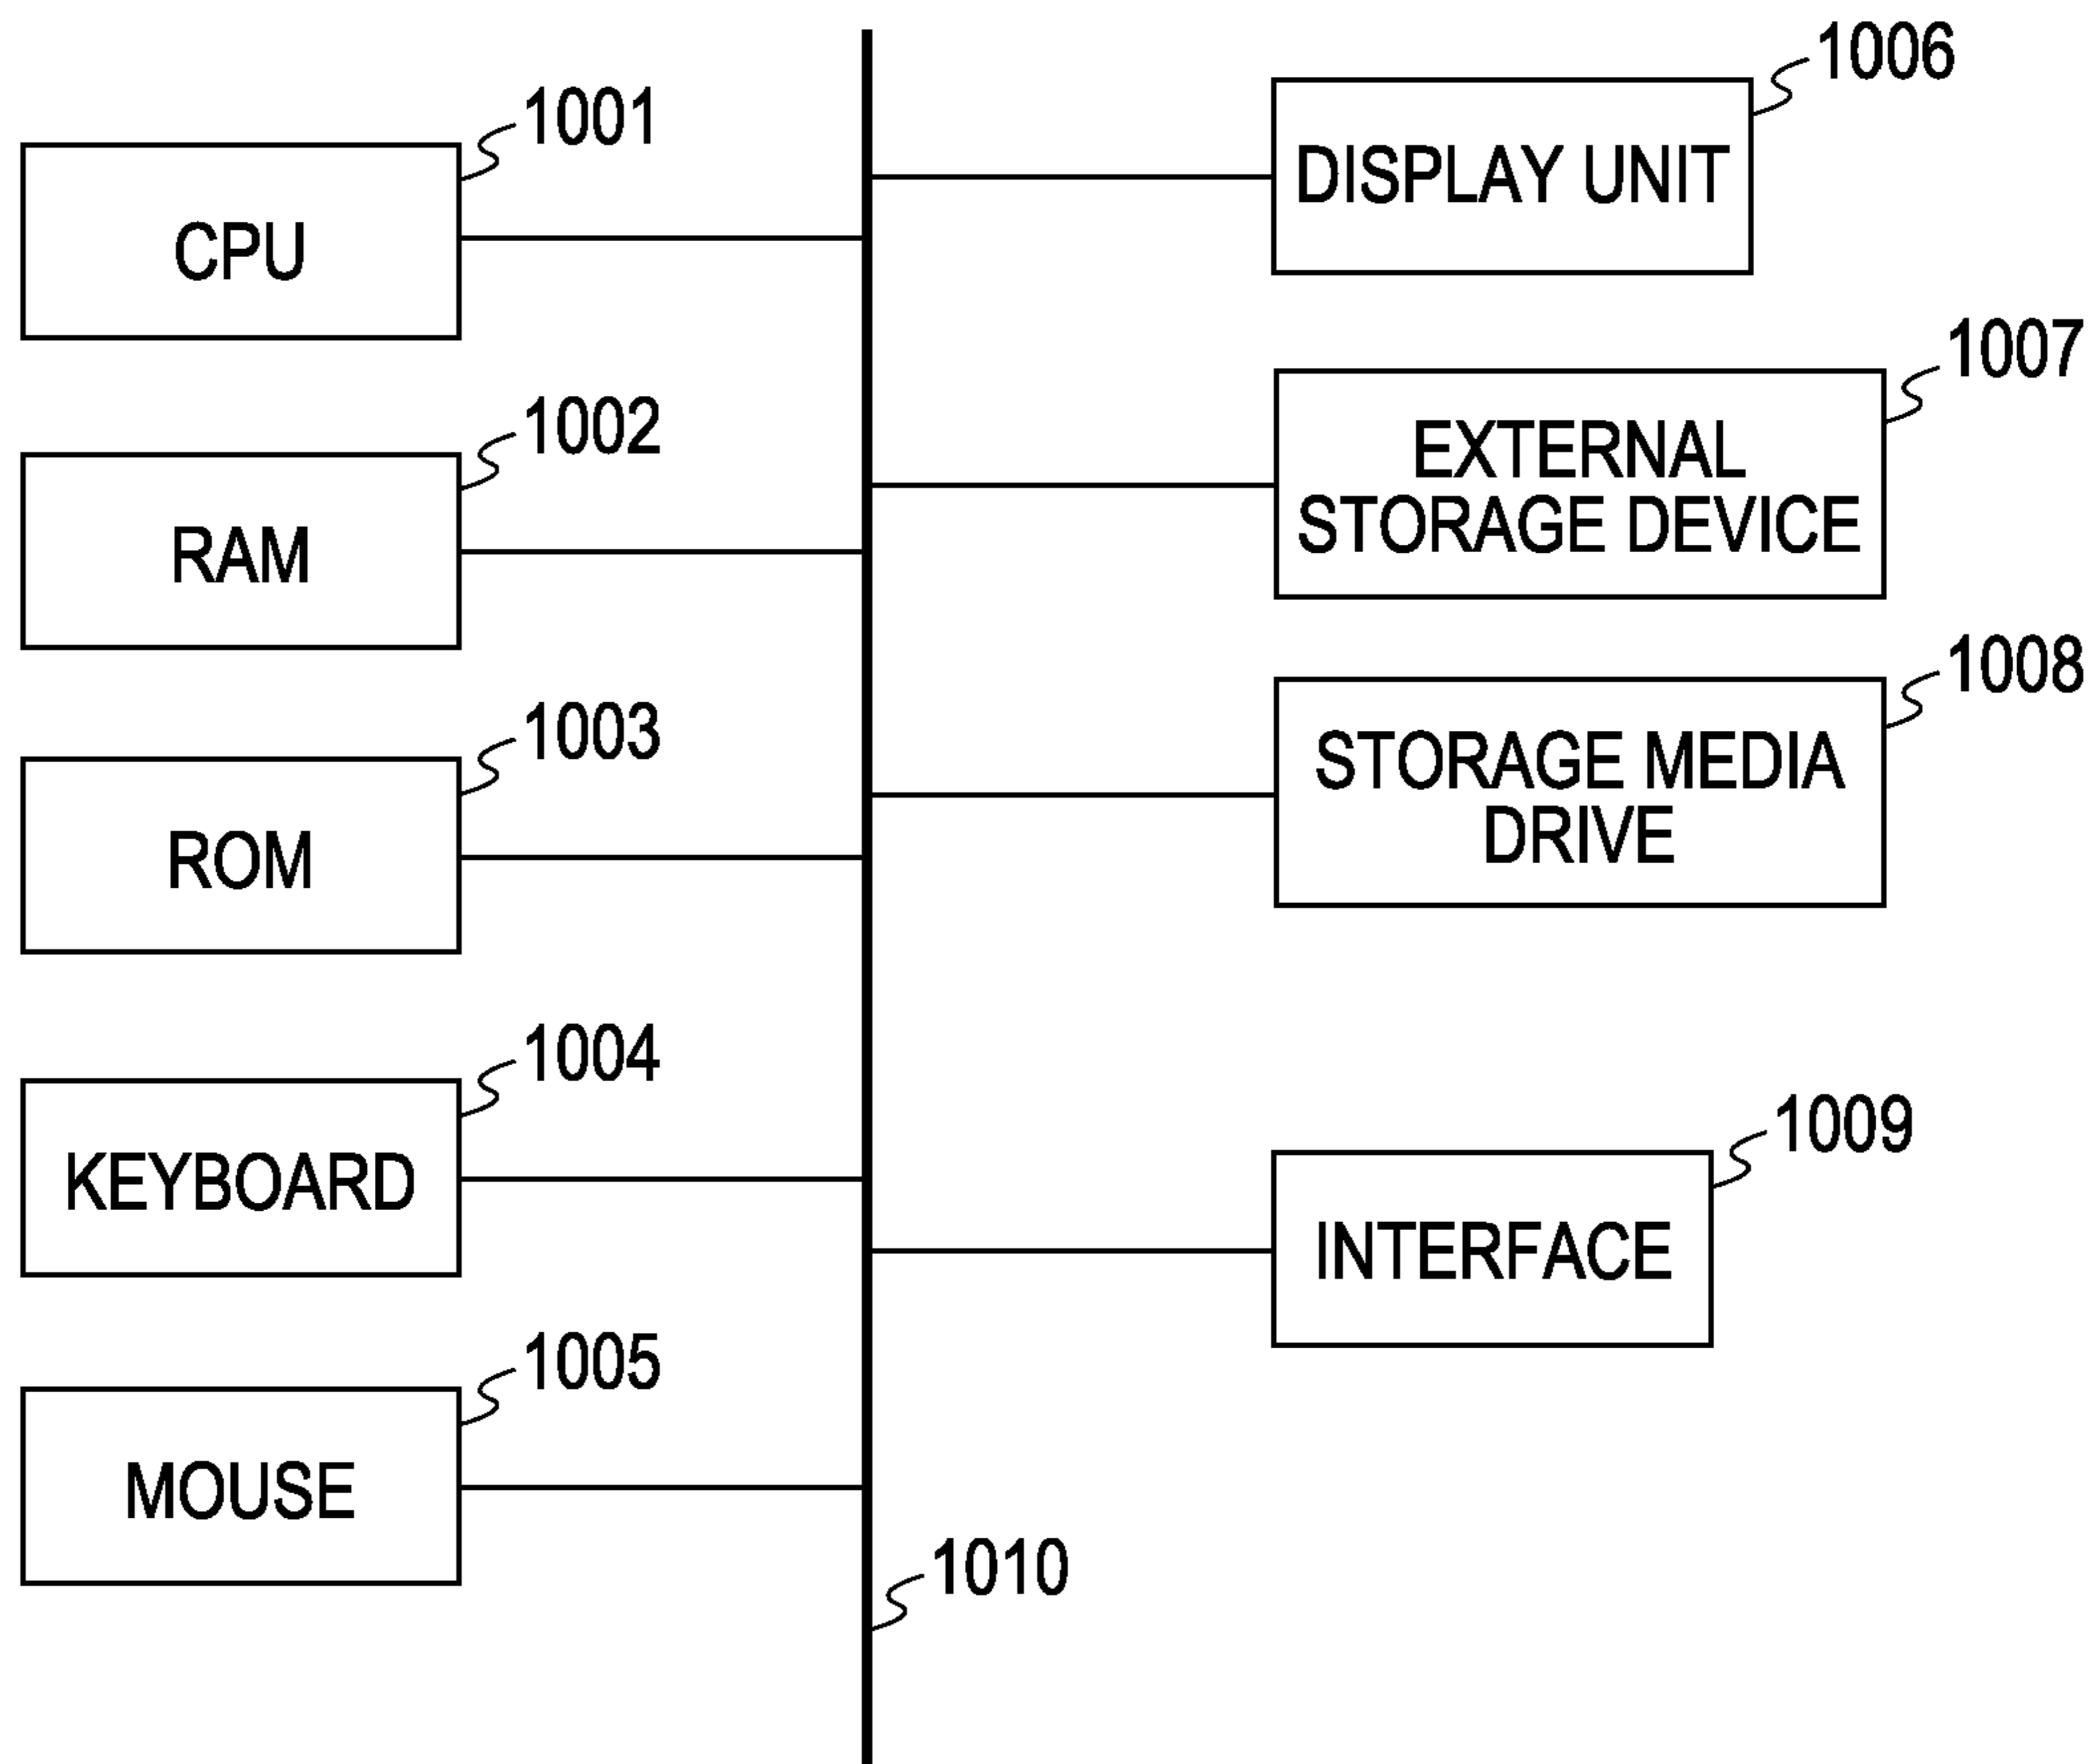 1001
CPU
1002
RAM
1003
ROM
1004
KEYBOARD
1005
MOUSE
1006
DISPLAY UNIT
1007
EXTERNAL
STORAGE DEVICE
1008
STORAGE MEDIA
DRIVE
1009
INTERFACE
1010